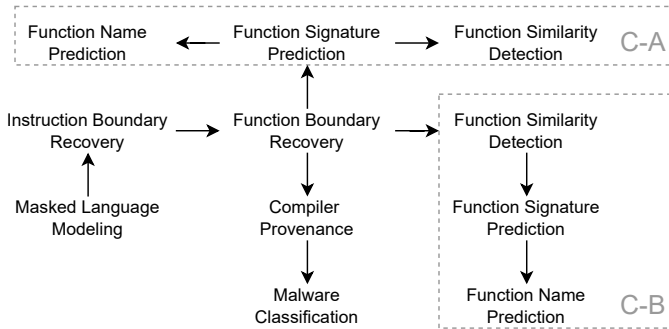 Function Name
Prediction
Function Signature
Prediction
Function Similarity
Detection
C-A
Instruction Boundary
Recovery
Function Boundary
Recovery
Function Similarity
Detection
Masked Language
Modeling
Compiler
Provenance
Function Signature
Prediction
Malware
Classification
Function Name
Prediction
C-B